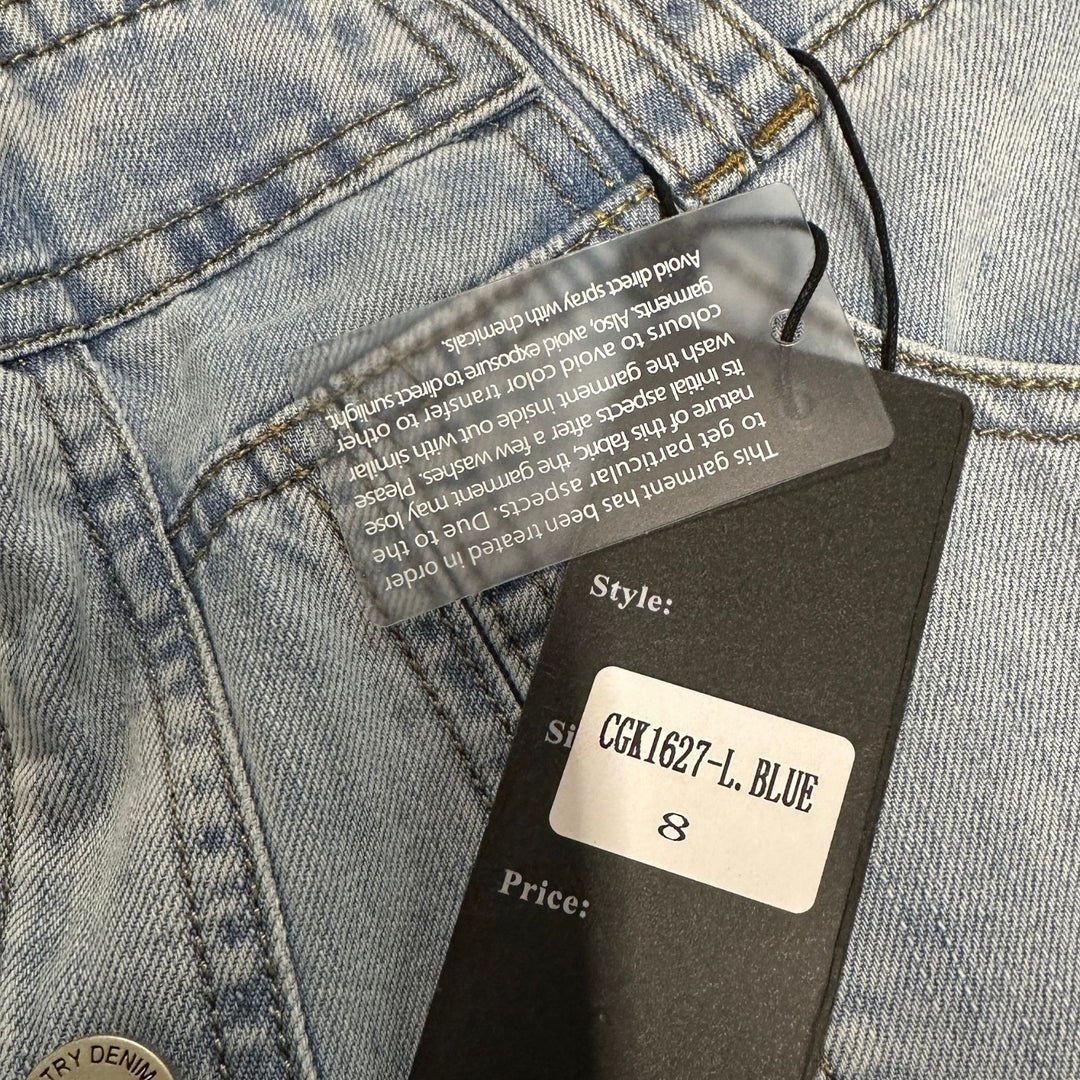 This garment has been treated in order
to get particular aspects. Due to the
nature of this fabric, the garment may lose
its initial aspects after a few washes. Please
wash the garment inside out with similar
colours to avoid color transfer to other
garments. Also, avoid exposure to direct sunlight.
Avoid direct spray with chemicals.
Style:
Si
CGK1627-L. BLUE
8
Price:
TRY DENIM